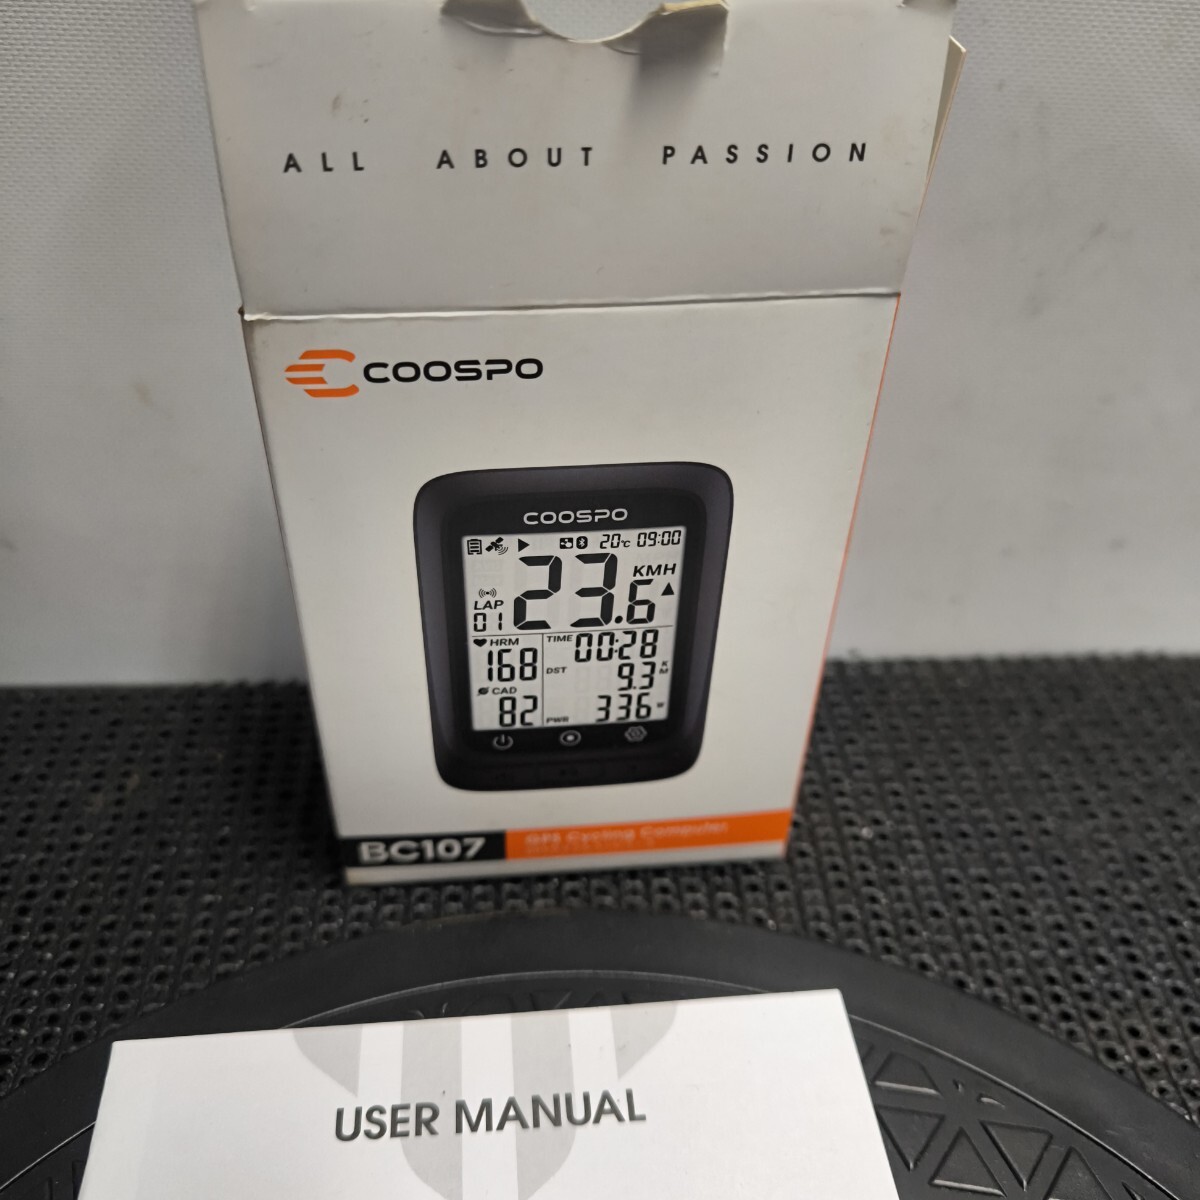 ALL ABOUT PASSION
COOSPO
COOSPO
20°C 09:00
23.6 KMH
LAP
01
HRM
168
TIME 00:28
DST 9.3 KM
CAD
82
PWR 336 W
BC107 GPS Cycling Computer
USER MANUAL